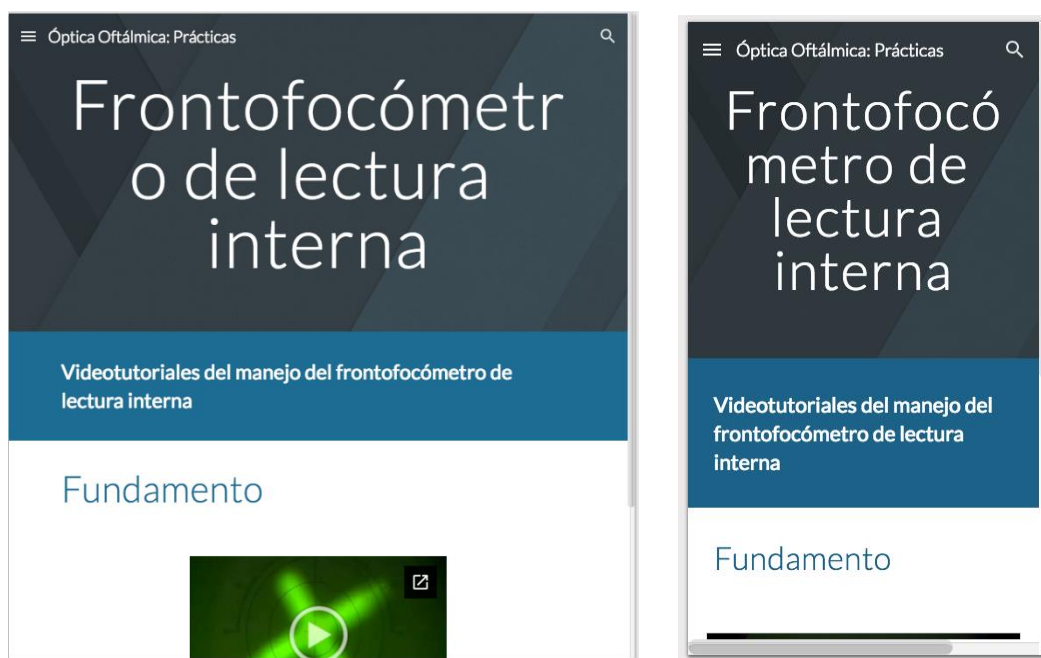 Óptica Oftálmica: Prácticas
Frontofocómetr
o de lectura
interna
Videotutoriales del manejo del frontofocómetro de
lectura interna
Fundamento
Óptica Oftálmica: Prácticas
Frontofocó
metro de
lectura
interna
Videotutoriales del manejo del
frontofocómetro de lectura
interna
Fundamento